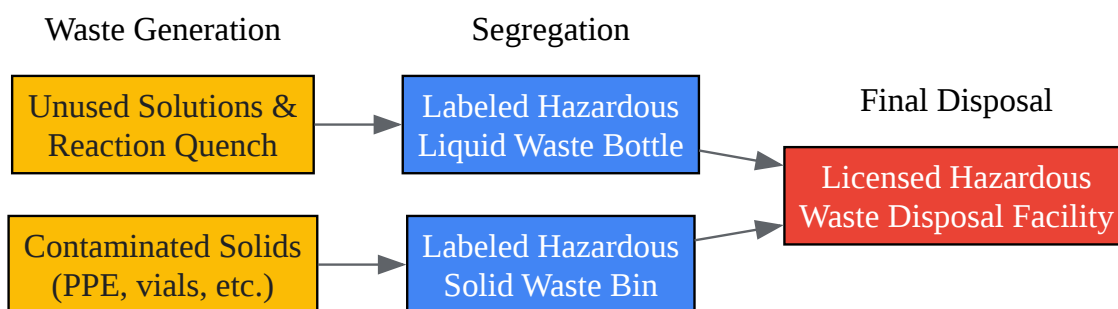 Waste Generation
Segregation
Unused Solutions &
Reaction Quench
Labeled Hazardous
Liquid Waste Bottle
Final Disposal
Licensed Hazardous
Waste Disposal Facility
Contaminated Solids
(PPE, vials, etc.)
Labeled Hazardous
Solid Waste Bin